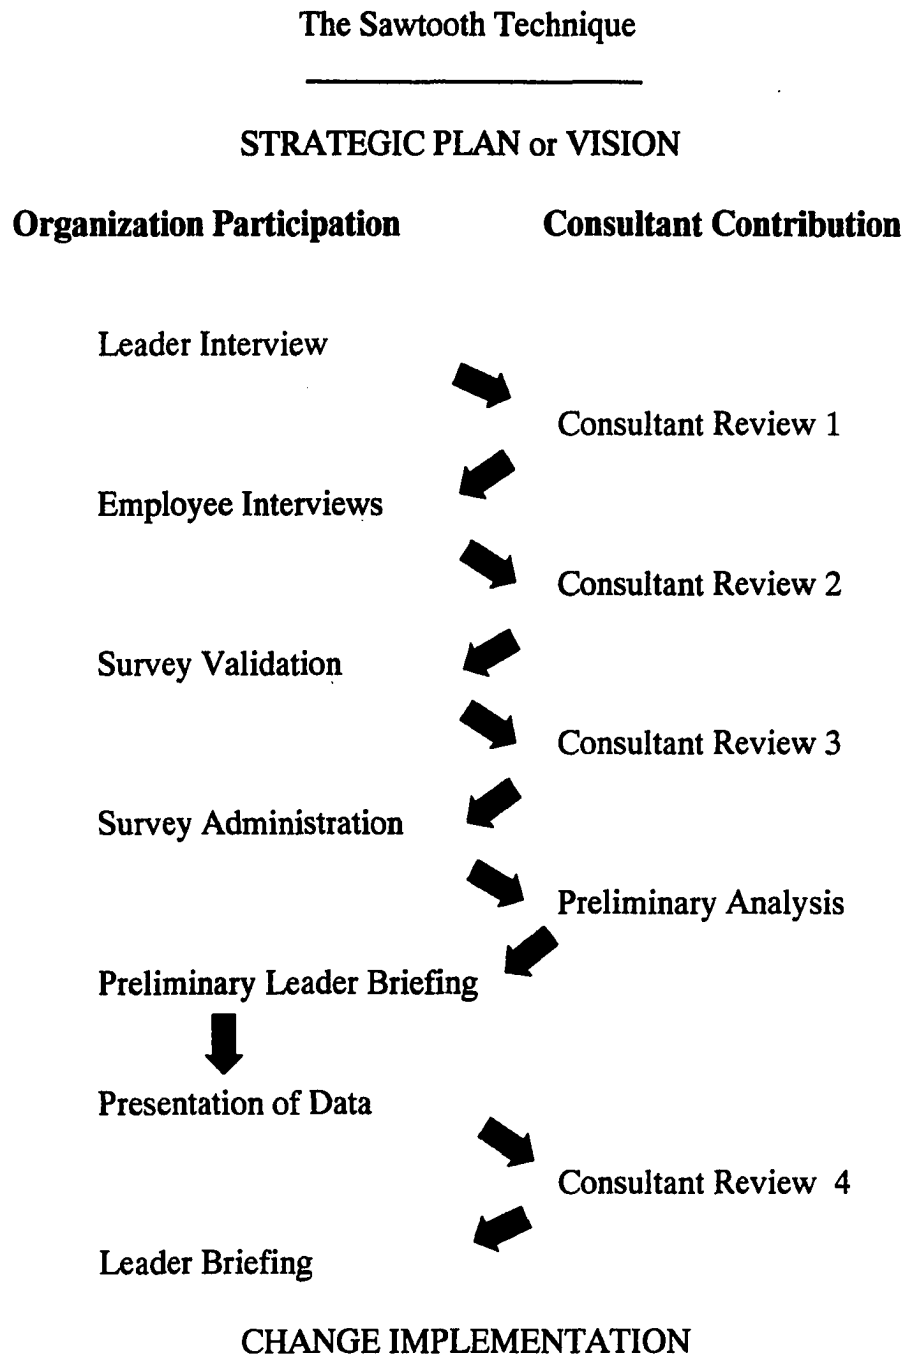 The Sawtooth Technique
STRATEGIC PLAN or VISION
Organization Participation Consultant Contribution
Leader Interview
Consultant Review 1
Employee Interviews
Consultant Review 2
Survey Validation
Consultant Review 3
Survey Administration
Preliminary Analysis
Preliminary Leader Briefing
Presentation of Data
Consultant Review 4
Leader Briefing
CHANGE IMPLEMENTATION